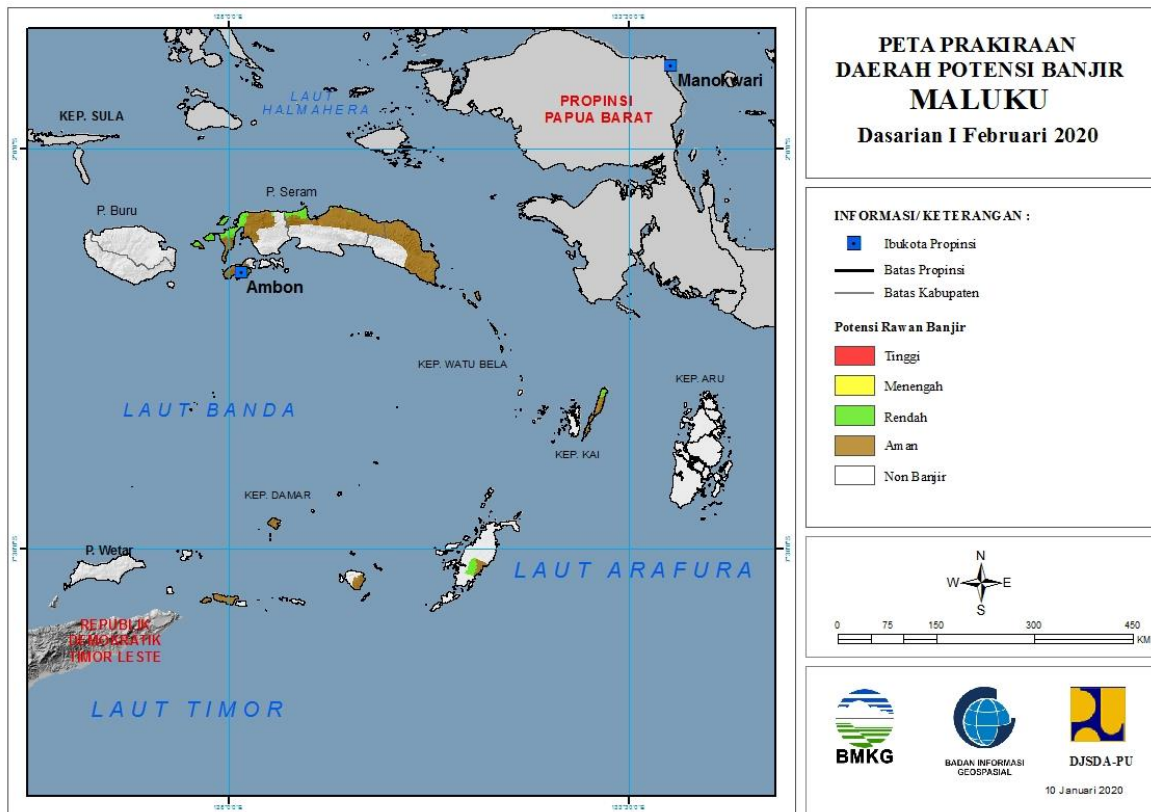 PETA PRAKIRAAN
DAERAH POTENSI BANJIR
MALUKU
Dasarian I Februari 2020
INFORMASI/ KETERANGAN :
Ibukota Propinsi
Batas Propinsi
Batas Kabupaten
Potensi Rawan Banjir
Tinggi
Menengah
Rendah
Aman
Non Banjir
N
W E
S
0 75 150 300 450
KM
BMKG
BADAN INFORMASI
GEOSPASIAL
DJSDA-PU
10 Januari 2020
LAUT
HALMAHERA
Manokwari
PROPINSI
PAPUA BARAT
KEP. SULA
P. Seram
P. Buru
Ambon
KEP. WATU BELA
KEP. ARU
LAUT BANDA
KEP. KAI
KEP. DAMAR
P. Wetar
LAUT ARAFURA
REPUBLIK
DEMOKRATIK
TIMOR LESTE
LAUT TIMOR